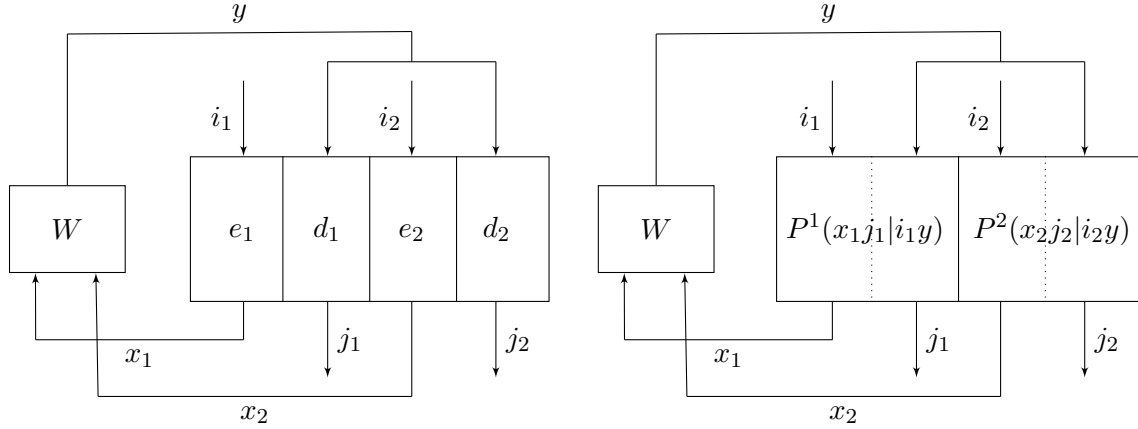 y
i₁
i₂
W
e₁
d₁
e₂
d₂
x₁
j₁
j₂
x₂
y
i₁
i₂
W
P¹(x₁j₁|i₁y)
P²(x₂j₂|i₂y)
x₁
j₁
j₂
x₂